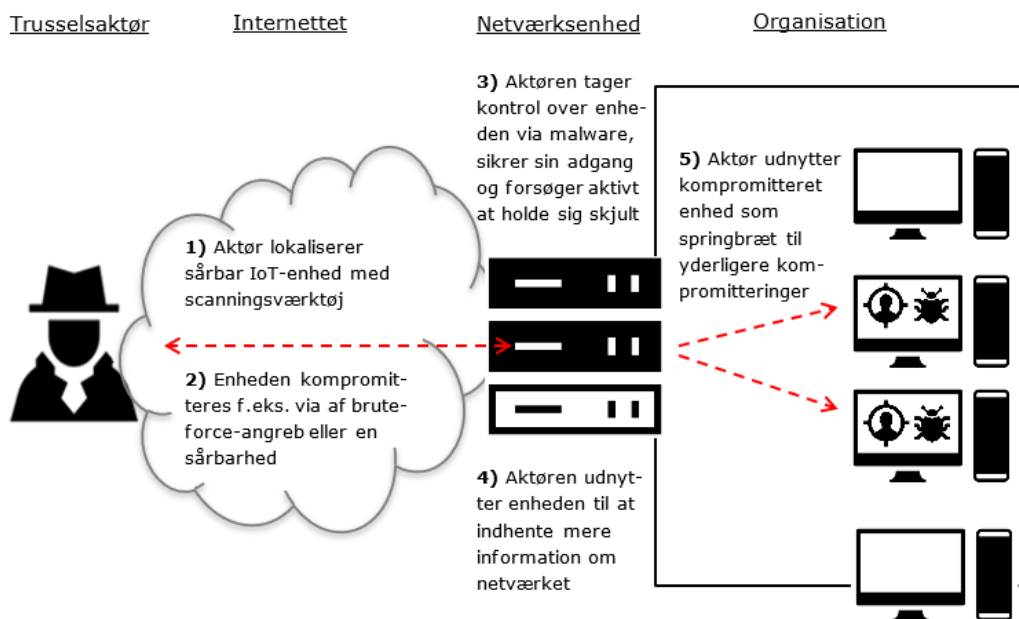 Trusselsaktør
Internettet
Netværksenhed
Organisation
1) Aktør lokaliserer
sårbar IoT-enhed med
scanningsværktøj
2) Enheden kompromit-
teres f.eks. via af brute-
force-angreb eller en
sårbarhed
3) Aktøren tager
kontrol over enhe-
den via malware,
sikrer sin adgang
og forsøger aktivt
at holde sig skjult
4) Aktøren udnyt-
ter enheden til at
indhente mere
information om
netværket
5) Aktør udnytter
kompromitteret
enhed som
springbræt til
yderligere kom-
promitteringer